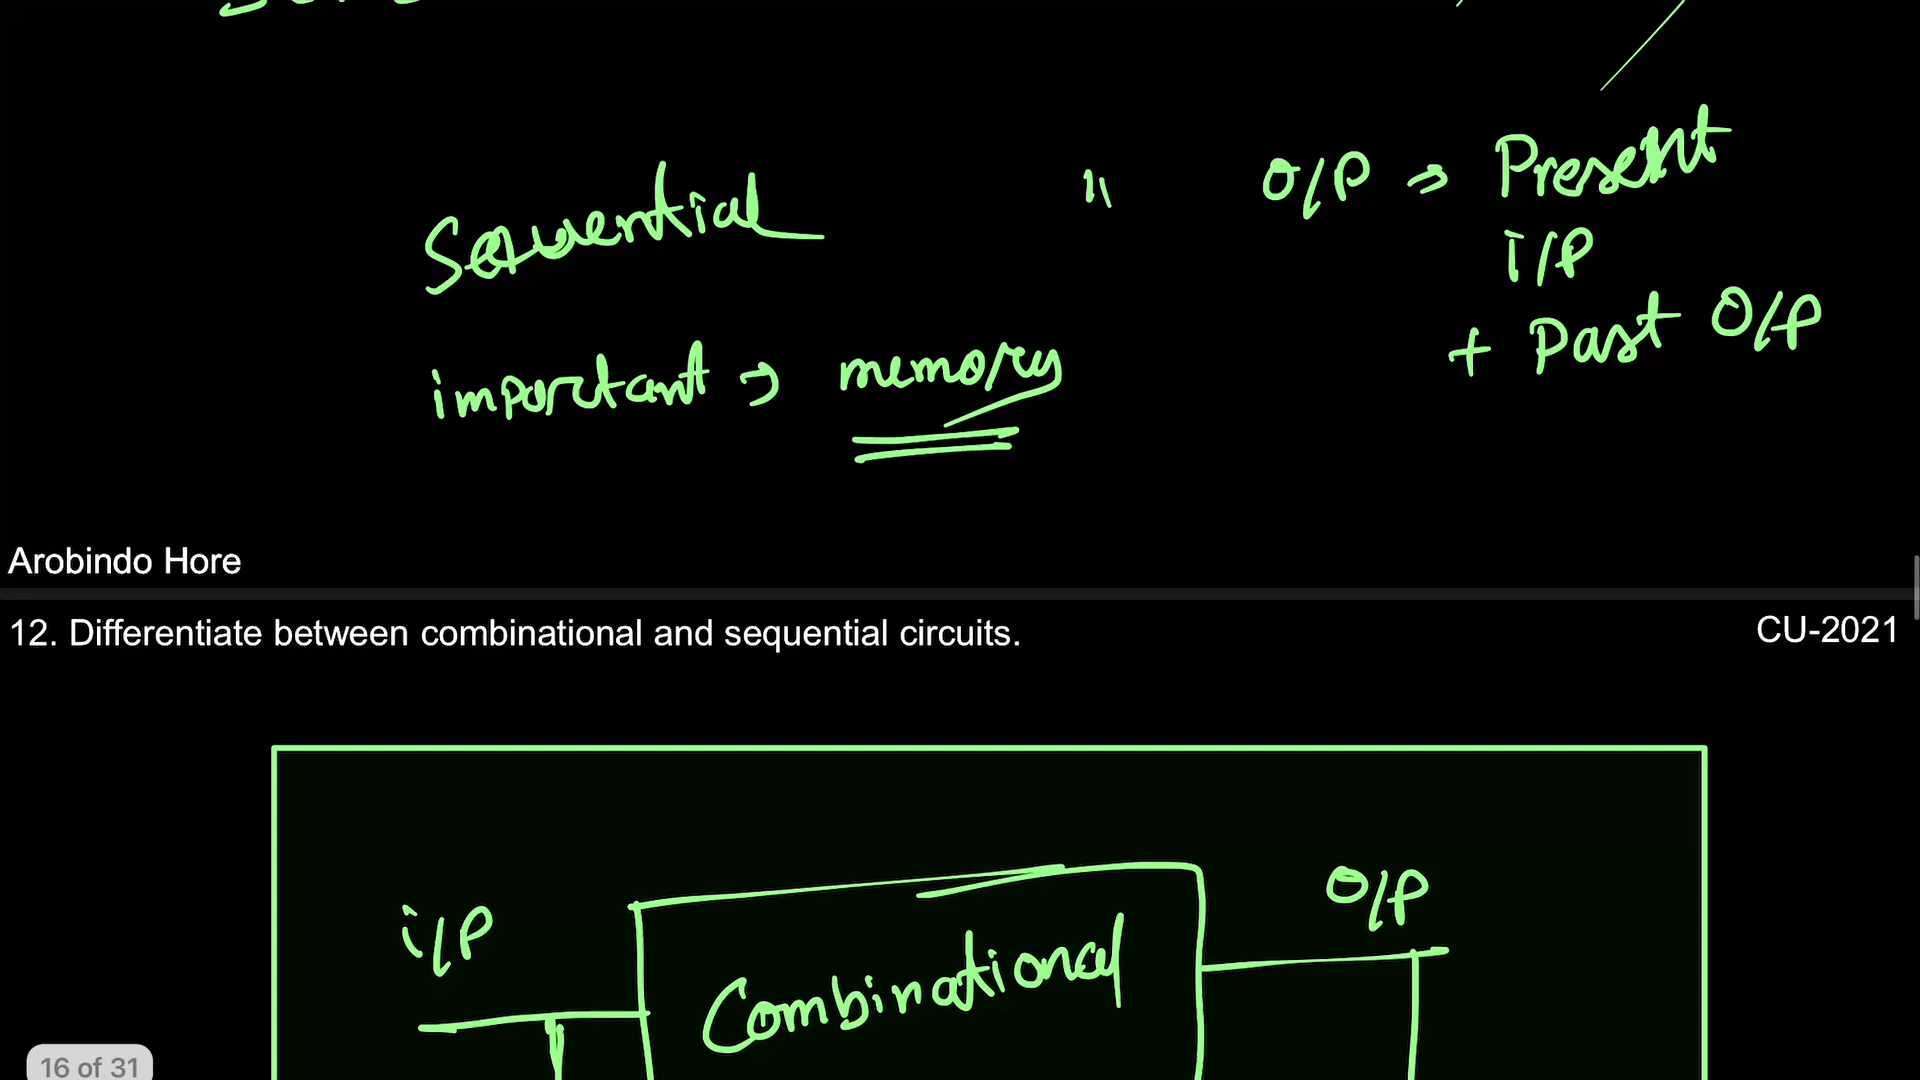 Sequential " O/P → Present
i/P
+ Past O/P
important → memory
Arobindo Hore
12. Differentiate between combinational and sequential circuits.
CU-2021
i/P
O/P
Combinational
16 of 31